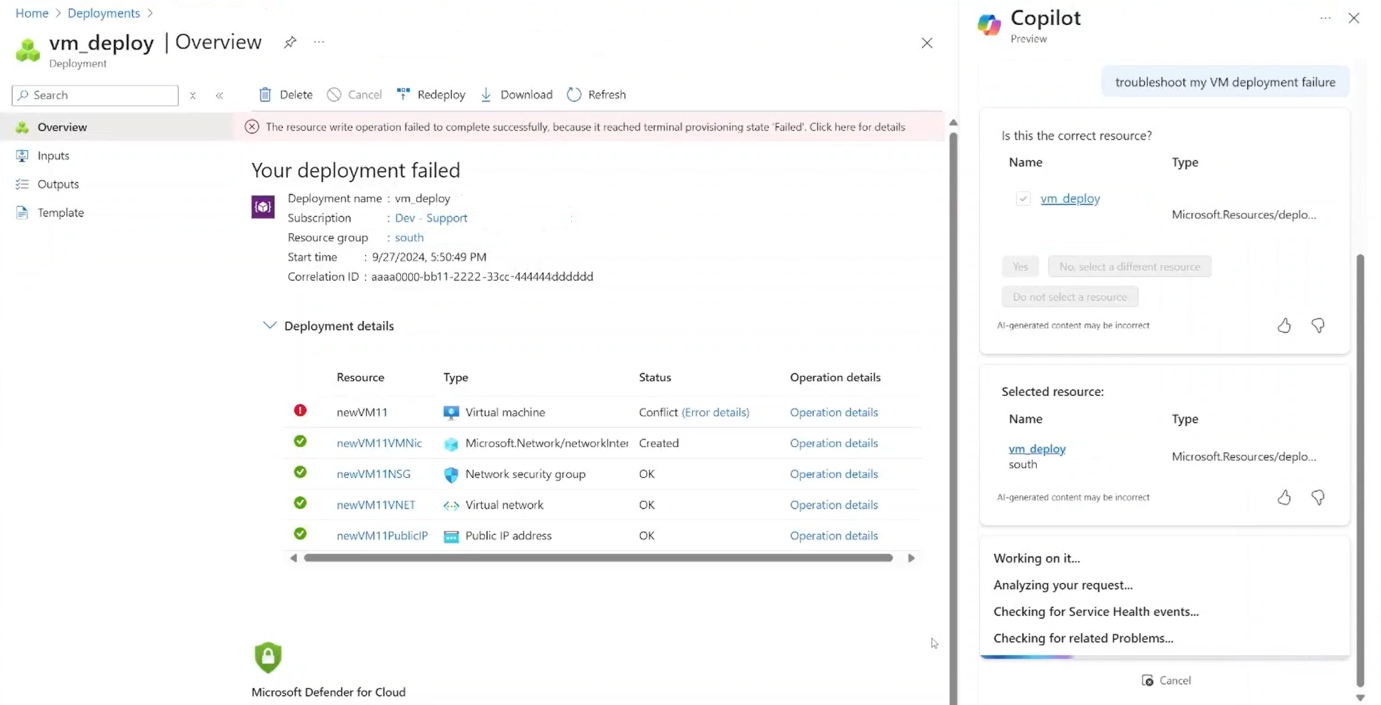 Home > Deployments >
vm_deploy | Overview
...
Deployment
Search
Overview
Inputs
Outputs
Template
Delete Cancel Redeploy Download Refresh
The resource write operation failed to complete successfully, because it reached terminal provisioning state 'Failed'. Click here for details
Your deployment failed
Deployment name : vm_deploy
Subscription : Dev - Support
Resource group : south
Start time : 9/27/2024, 5:50:49 PM
Correlation ID : aaaa0000-bb11-2222-33cc-444444dddddd
Deployment details
Resource Type Status Operation details
newVM11 Virtual machine Conflict (Error details) Operation details
newVM11VMNic Microsoft.Network/networkInter Created Operation details
newVM11NSG Network security group OK Operation details
newVM11VNET Virtual network OK Operation details
newVM11PublicIP Public IP address OK Operation details
Microsoft Defender for Cloud
Copilot
Preview
...
troubleshoot my VM deployment failure
Is this the correct resource?
Name Type
vm_deploy
Microsoft.Resources/deplo...
Yes No, select a different resource
Do not select a resource
AI-generated content may be incorrect
Selected resource:
Name Type
vm_deploy
south
Microsoft.Resources/deplo...
AI-generated content may be incorrect
Working on it...
Analyzing your request...
Checking for Service Health events...
Checking for related Problems...
Cancel